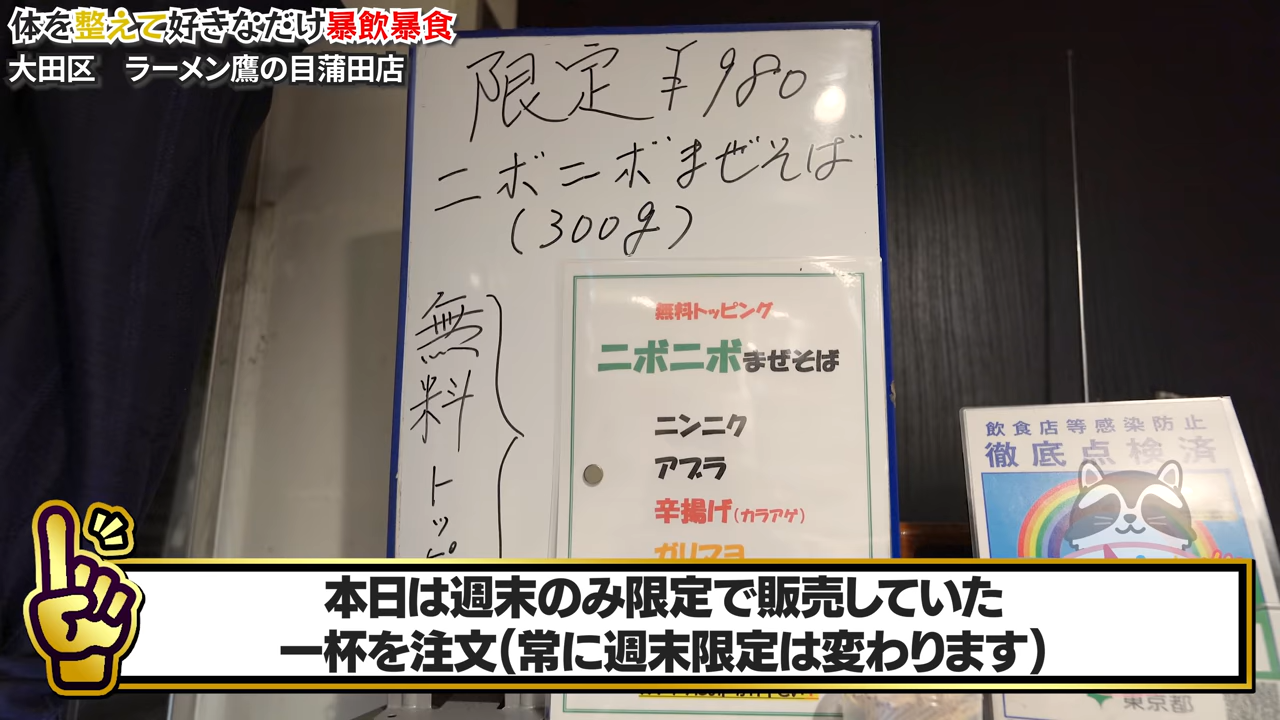 体を整えて好きなだけ暴飲暴食
大田区　ラーメン鷹の目蒲田店
限定 ¥980
ニボニボまぜそば
(300g)
無料トッピ
無料トッピング
ニボニボまぜそば
ニンニク
アブラ
辛揚げ(カラアゲ)
ガリマヨ
飲食店等感染防止
徹底点検済
本日は週末のみ限定で販売していた
一杯を注文(常に週末限定は変わります)
東京都